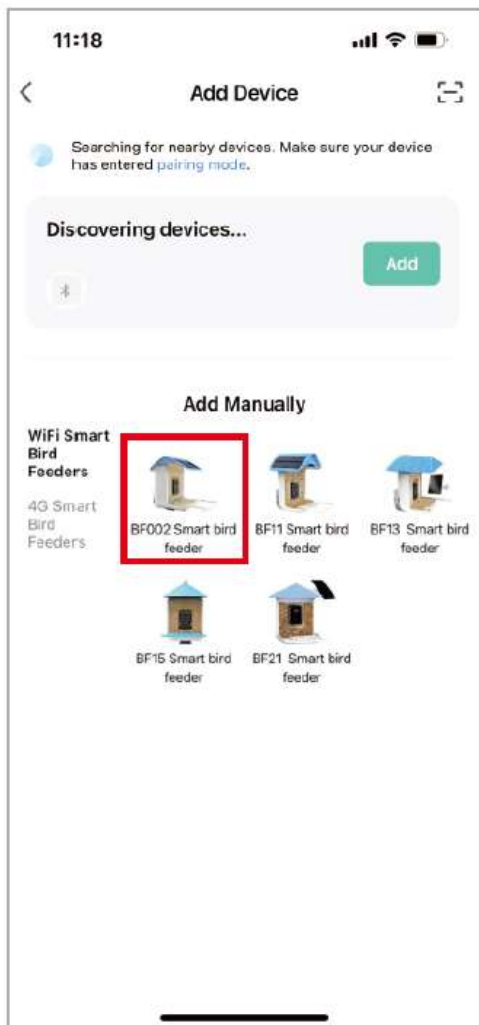 11:18
Add Device
Searching for nearby devices. Make sure your device
has entered pairing mode.
Discovering devices...
Add
Add Manually
WiFi Smart
Bird
Feeders
4G Smart
Bird
Feeders
BF002 Smart bird
feeder
BF11 Smart bird
feeder
BF13 Smart bird
feeder
BF15 Smart bird
feeder
BF21 Smart bird
feeder